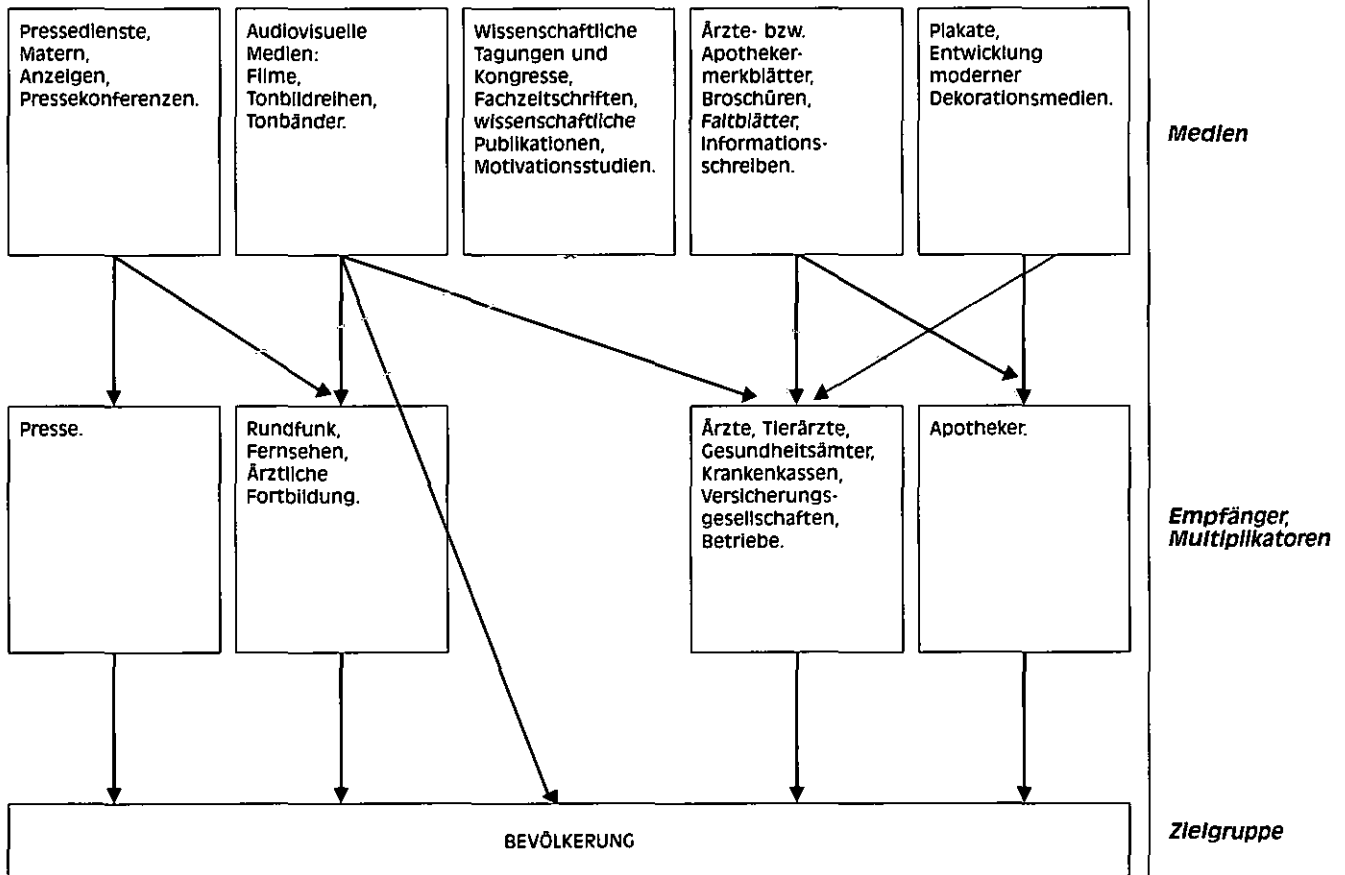 Pressedienste,
Matern,
Anzeigen,
Pressekonferenzen.
Audiovisuelle
Medien:
Filme,
Tonbildreihen,
Tonbänder.
Wissenschaftliche
Tagungen und
Kongresse,
Fachzeitschriften,
wissenschaftliche
Publikationen,
Motivationsstudien.
Ärzte- bzw.
Apotheker-
merkblätter,
Broschüren,
Faltblätter,
Informations-
schreiben.
Plakate,
Entwicklung
moderner
Dekorationsmedien.
Medien
Presse.
Rundfunk,
Fernsehen,
Ärztliche
Fortbildung.
Ärzte, Tierärzte,
Gesundheitsämter,
Krankenkassen,
Versicherungs-
gesellschaften,
Betriebe.
Apotheker.
Empfänger,
Multiplikatoren
BEVÖLKERUNG
Zielgruppe